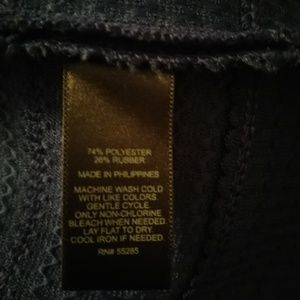 74% POLYESTER
26% RUBBER
MADE IN PHILIPPINES
MACHINE WASH COLD
WITH LIKE COLORS
GENTLE CYCLE.
ONLY NON-CHLORINE
BLEACH WHEN NEEDED.
LAY FLAT TO DRY.
COOL IRON IF NEEDED.
RN# 55285